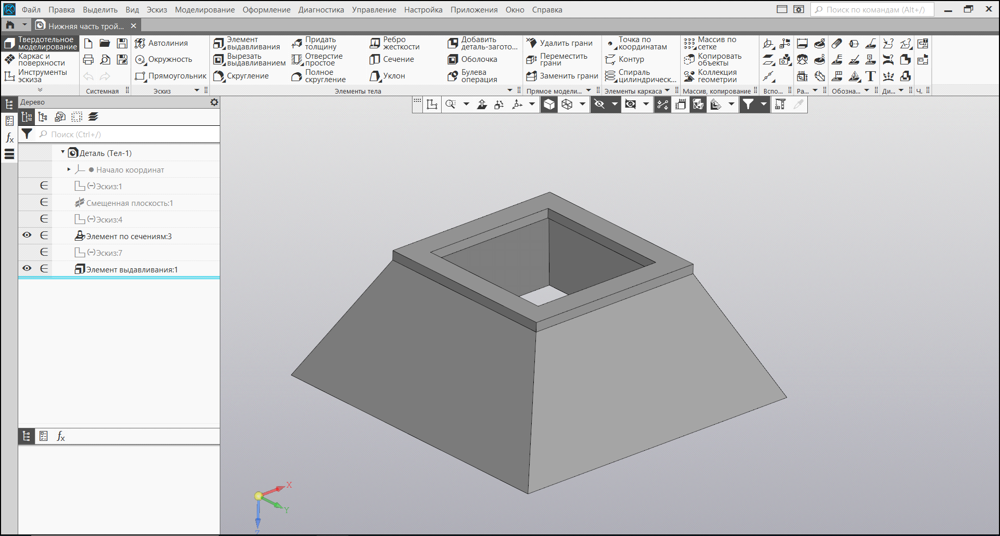 Файл Правка Выделить Вид Эскиз Моделирование Оформление Диагностика Управление Настройка Приложения Окно Справка Поиск по командам (Alt+/)
Нижняя часть трой...
Твердотельное моделирование
Каркас и поверхности
Инструменты эскиза
Системная
Автолиния
Окружность
Прямоугольник
Эскиз
Элемент выдавливания
Вырезать выдавливанием
Скругление
Придать толщину
Отверстие простое
Полное скругление
Ребро жесткости
Сечение
Уклон
Добавить деталь-загото...
Оболочка
Булева операция
Элементы тела
Удалить грани
Переместить грани
Заменить грани
Прямое модели...
Точка по координатам
Контур
Спираль цилиндрическ...
Элементы каркаса
Массив по сетке
Копировать объекты
Коллекция геометрии
Массив, копирование
Вспо...
Ра...
Обозна...
Ди...
Ч.
Дерево
Поиск (Ctrl+/)
Деталь (Тел-1)
Начало координат
(−)Эскиз:1
Смещенная плоскость:1
(−)Эскиз:4
Элемент по сечениям:3
(−)Эскиз:7
Элемент выдавливания:1
X
Y
Z